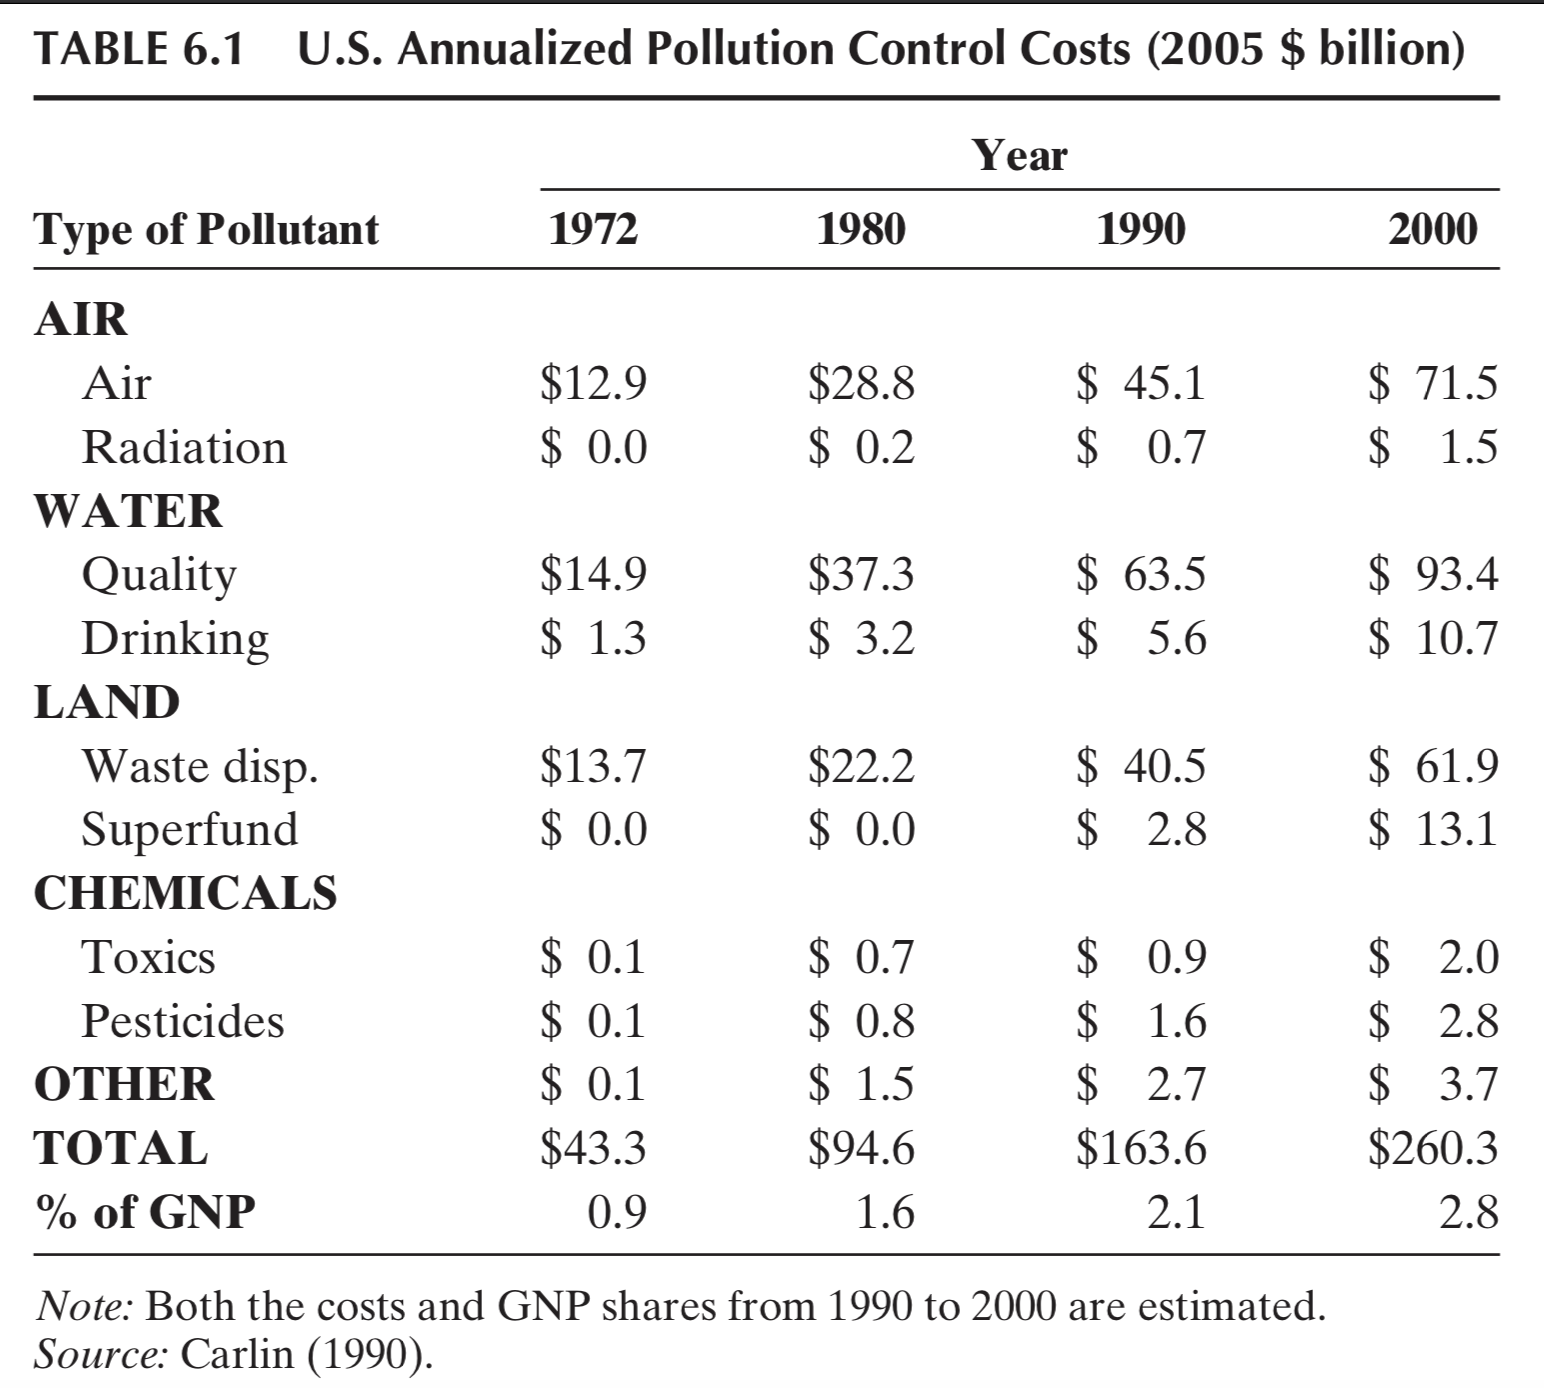 TABLE 6.1 U.S. Annualized Pollution Control Costs (2005 $ billion)
Year
Type of Pollutant 1972 1980 1990 2000
AIR
Air $12.9 $28.8 $ 45.1 $ 71.5
Radiation $ 0.0 $ 0.2 $ 0.7 $ 1.5
WATER
Quality $14.9 $37.3 $ 63.5 $ 93.4
Drinking $ 1.3 $ 3.2 $ 5.6 $ 10.7
LAND
Waste disp. $13.7 $22.2 $ 40.5 $ 61.9
Superfund $ 0.0 $ 0.0 $ 2.8 $ 13.1
CHEMICALS
Toxics $ 0.1 $ 0.7 $ 0.9 $ 2.0
Pesticides $ 0.1 $ 0.8 $ 1.6 $ 2.8
OTHER $ 0.1 $ 1.5 $ 2.7 $ 3.7
TOTAL $43.3 $94.6 $163.6 $260.3
% of GNP 0.9 1.6 2.1 2.8
Note: Both the costs and GNP shares from 1990 to 2000 are estimated.
Source: Carlin (1990).